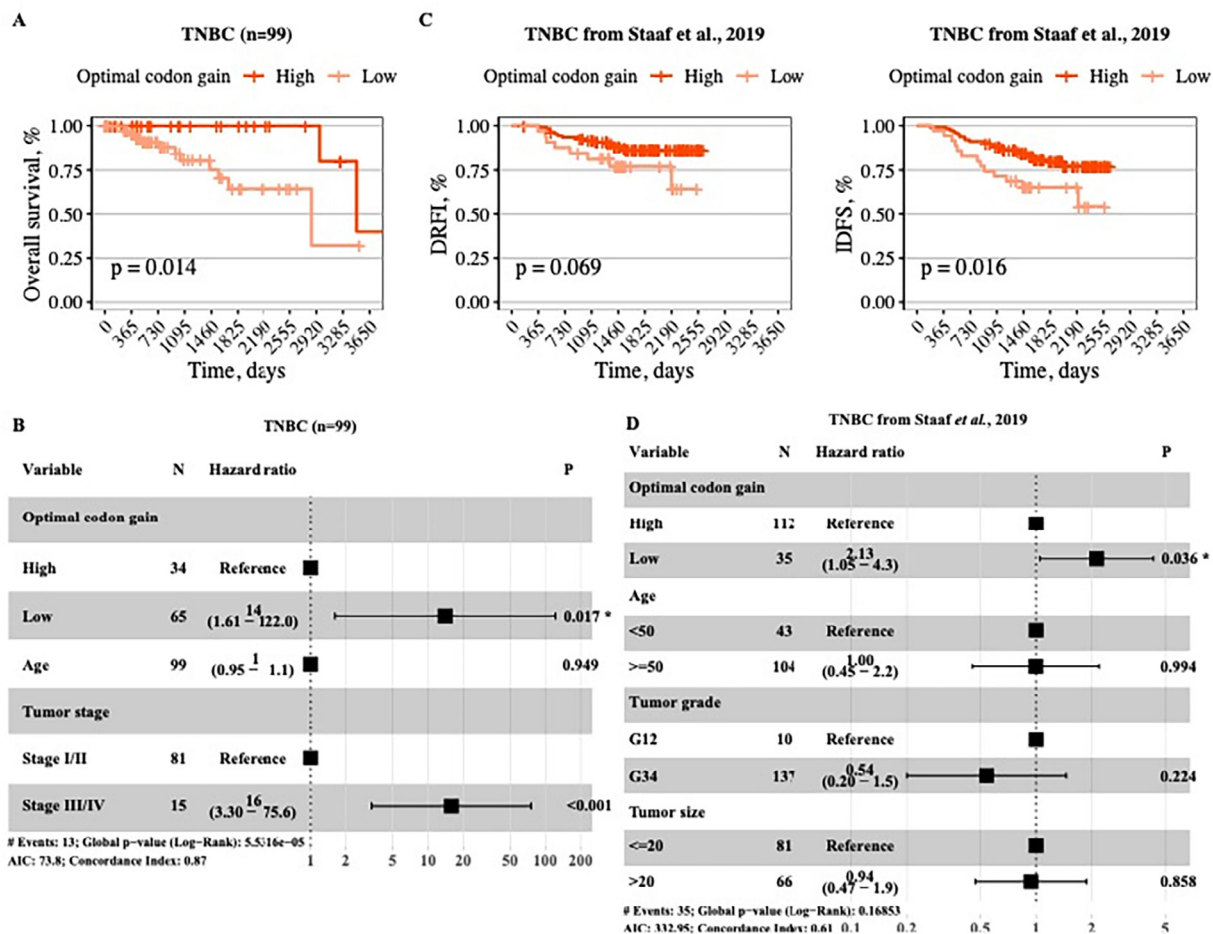 A
TNBC (n=99)
Optimal codon gain High Low
Overall survival, %
1.00
0.75
0.50
0.25
0.00
p = 0.014
0 365 730 1095 1460 1825 2190 2555 2920 3285 3650
Time, days
C
TNBC from Staaf et al., 2019
Optimal codon gain High Low
DRFI, %
1.00
0.75
0.50
0.25
0.00
p = 0.069
0 365 730 1095 1460 1825 2190 2555 2920 3285 3650
Time, days
TNBC from Staaf et al., 2019
Optimal codon gain High Low
IDFS, %
1.00
0.75
0.50
0.25
0.00
p = 0.016
0 365 730 1095 1460 1825 2190 2555 2920 3285 3650
Time, days
B
TNBC (n=99)
Variable N Hazard ratio P
Optimal codon gain
High 34 Reference
Low 65 14 (1.61 – 122.0) 0.017 *
Age 99 1 (0.95 – 1.1) 0.949
Tumor stage
Stage I/II 81 Reference
Stage III/IV 15 16 (3.30 – 75.6) <0.001
# Events: 13; Global p−value (Log−Rank): 5.5316e−05
AIC: 73.8; Concordance Index: 0.87
1 2 5 10 20 50 100 200
D
TNBC from Staaf et al., 2019
Variable N Hazard ratio P
Optimal codon gain
High 112 Reference
Low 35 2.13 (1.05 – 4.3) 0.036 *
Age
<50 43 Reference
>=50 104 1.00 (0.45 – 2.2) 0.994
Tumor grade
G12 10 Reference
G34 137 0.54 (0.20 – 1.5) 0.224
Tumor size
<=20 81 Reference
>20 66 0.94 (0.47 – 1.9) 0.858
# Events: 35; Global p−value (Log−Rank): 0.16853
AIC: 332.95; Concordance Index: 0.61
0.1 0.2 0.5 1 2 5